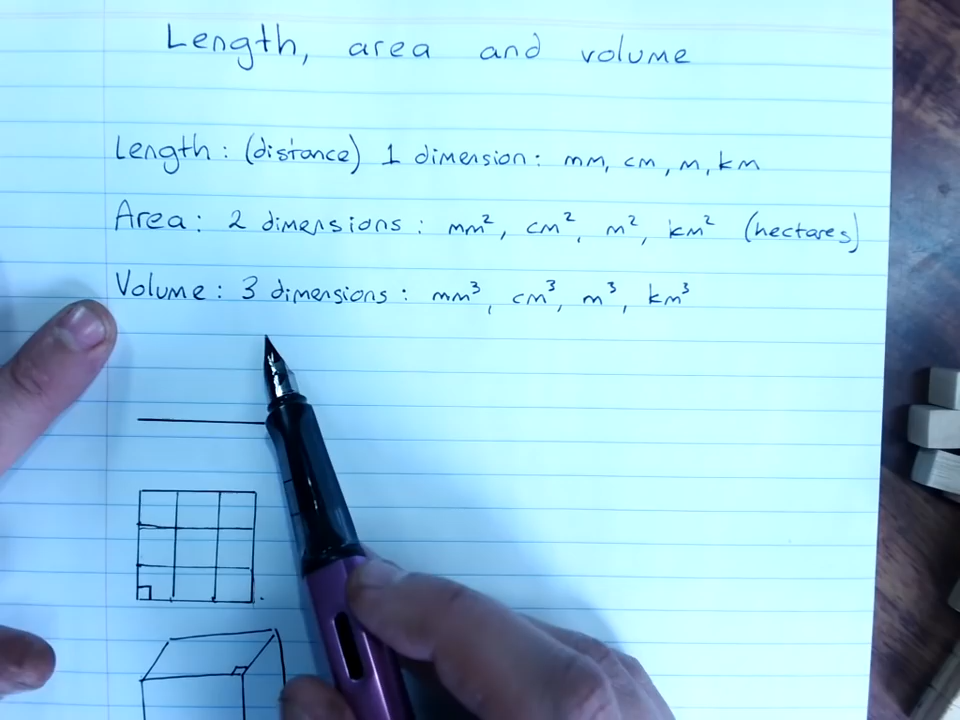 Length, area and volume
Length: (distance) 1 dimension: mm, cm, m, km
Area: 2 dimensions: mm², cm², m², km² (hectares)
Volume: 3 dimensions: mm³, cm³, m³, km³